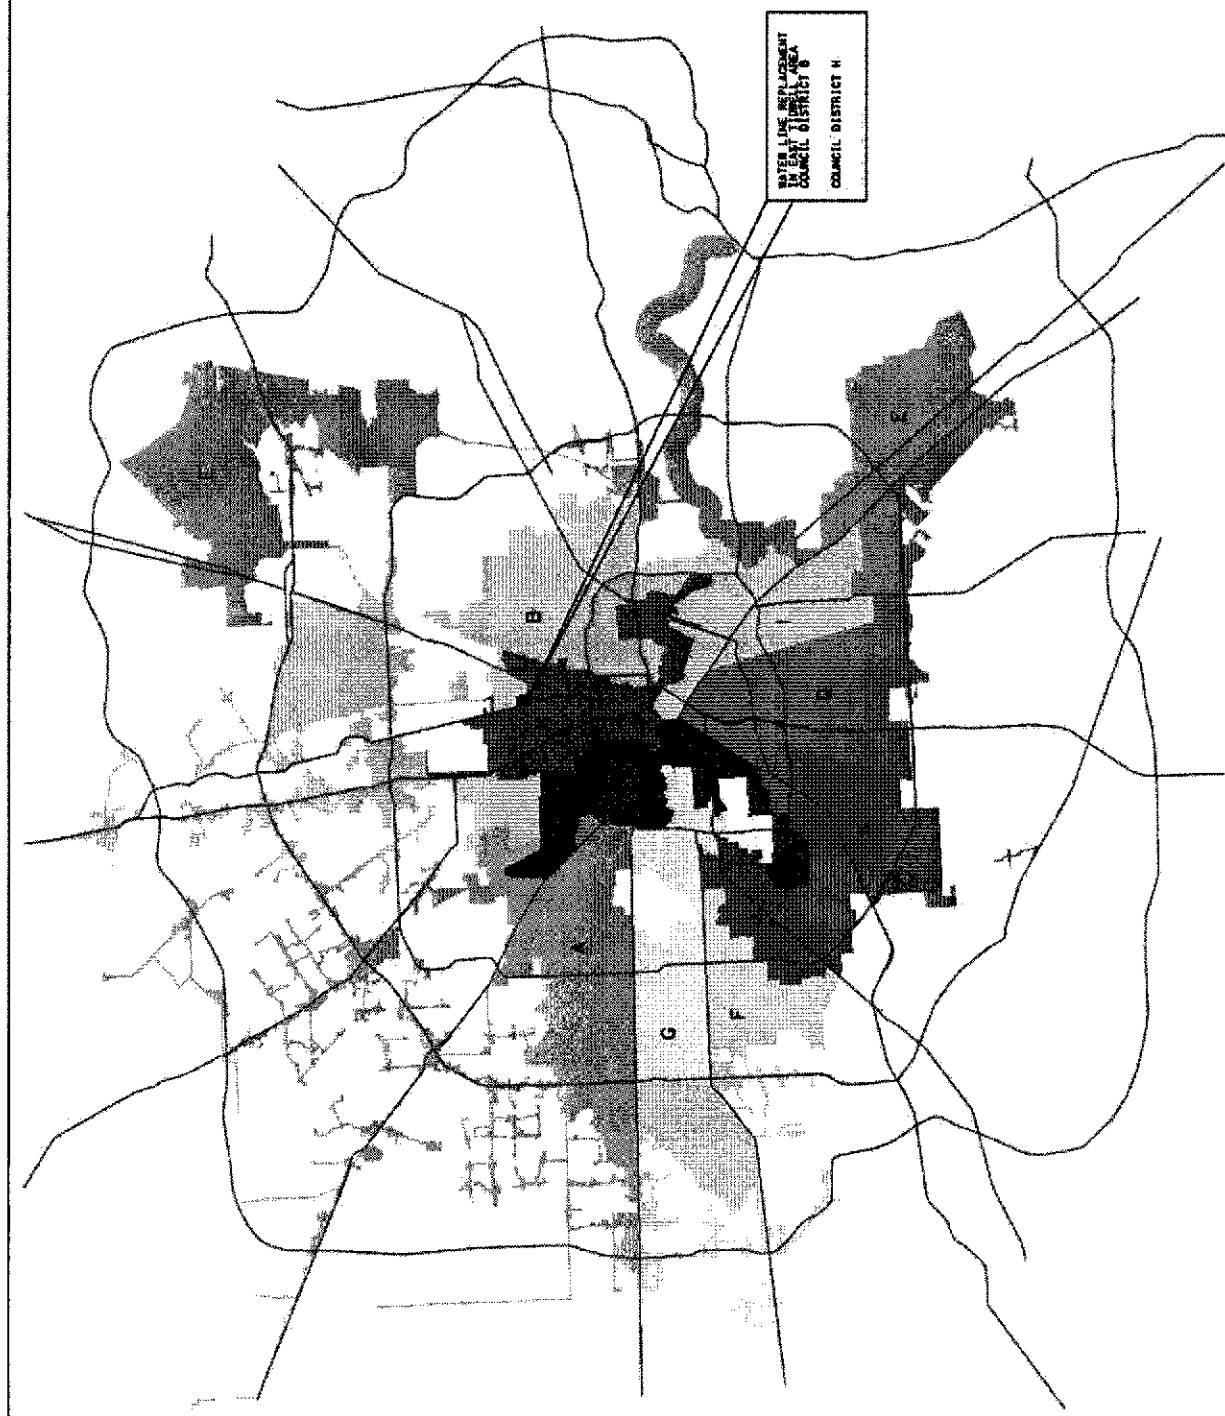 WATER LINE REPLACEMENT
IN EAST TIDWELL AREA
COUNCIL DISTRICT B
COUNCIL DISTRICT H
E
B
E
I
D
A
G
F